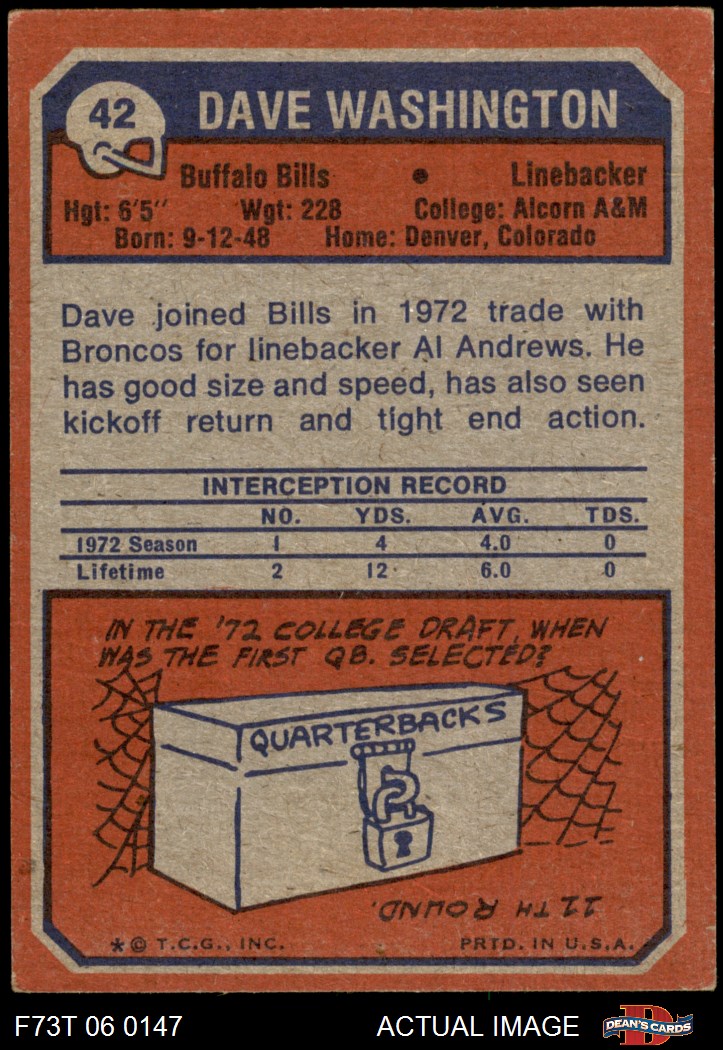 42
DAVE WASHINGTON
Buffalo Bills • Linebacker
Hgt: 6'5" Wgt: 228 College: Alcorn A&M
Born: 9-12-48 Home: Denver, Colorado
Dave joined Bills in 1972 trade with
Broncos for linebacker Al Andrews. He
has good size and speed, has also seen
kickoff return and tight end action.
INTERCEPTION RECORD
NO. YDS. AVG. TDS.
1972 Season 1 4 4.0 0
Lifetime 2 12 6.0 0
IN THE '72 COLLEGE DRAFT, WHEN
WAS THE FIRST QB. SELECTED?
QUARTERBACKS
11TH ROUND.
* © T.C.G., INC. PRTD. IN U.S.A.
F73T 06 0147 ACTUAL IMAGE D DEAN'S CARDS